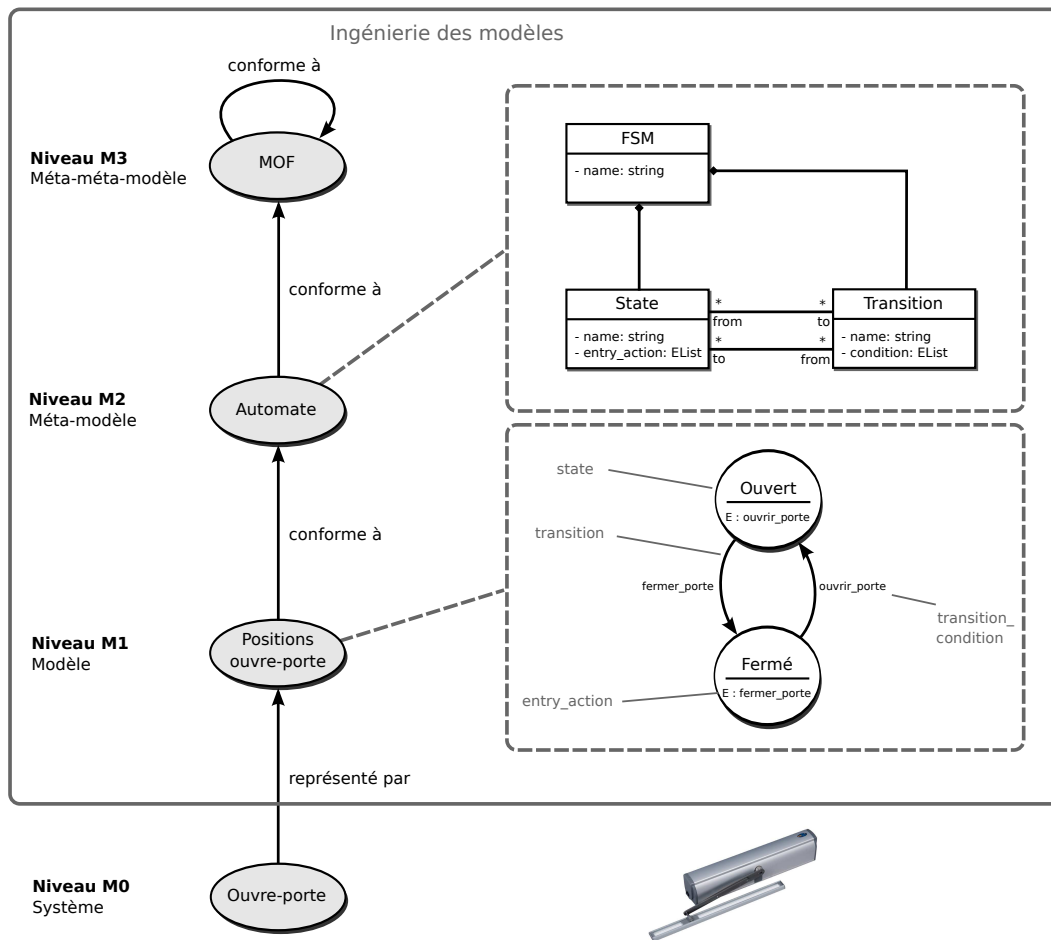 Ingénierie des modèles
conforme à
MOF
Niveau M3
Méta-méta-modèle
conforme à
Automate
Niveau M2
Méta-modèle
conforme à
Positions
ouvre-porte
Niveau M1
Modèle
représenté par
Ouvre-porte
Niveau M0
Système
FSM
- name: string
State
- name: string
- entry_action: EList
* *
from to
* *
to from
Transition
- name: string
- condition: EList
state
Ouvert
E : ouvrir_porte
transition
fermer_porte
ouvrir_porte
transition_
condition
Fermé
E : fermer_porte
entry_action